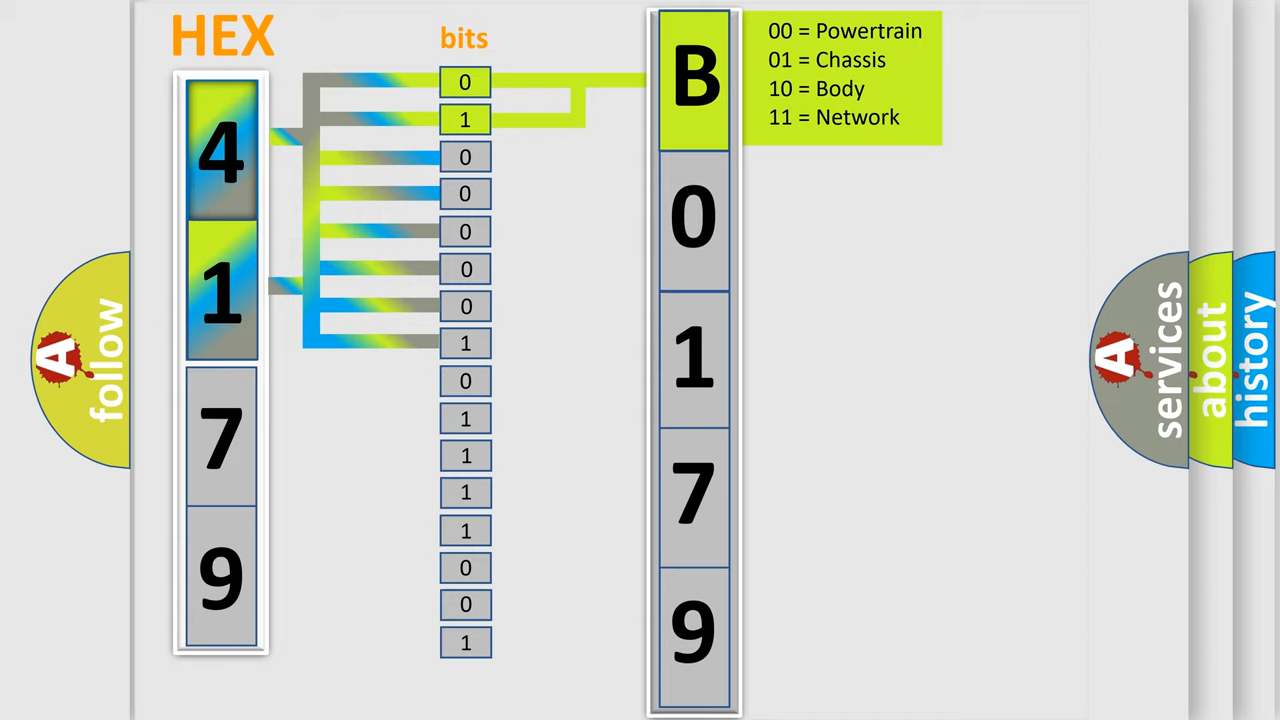 HEX
bits
4
1
7
9
0
1
0
0
0
0
0
1
0
1
1
1
1
0
0
1
B
0
1
7
9
00 = Powertrain
01 = Chassis
10 = Body
11 = Network
A
follow
A
services
about
history